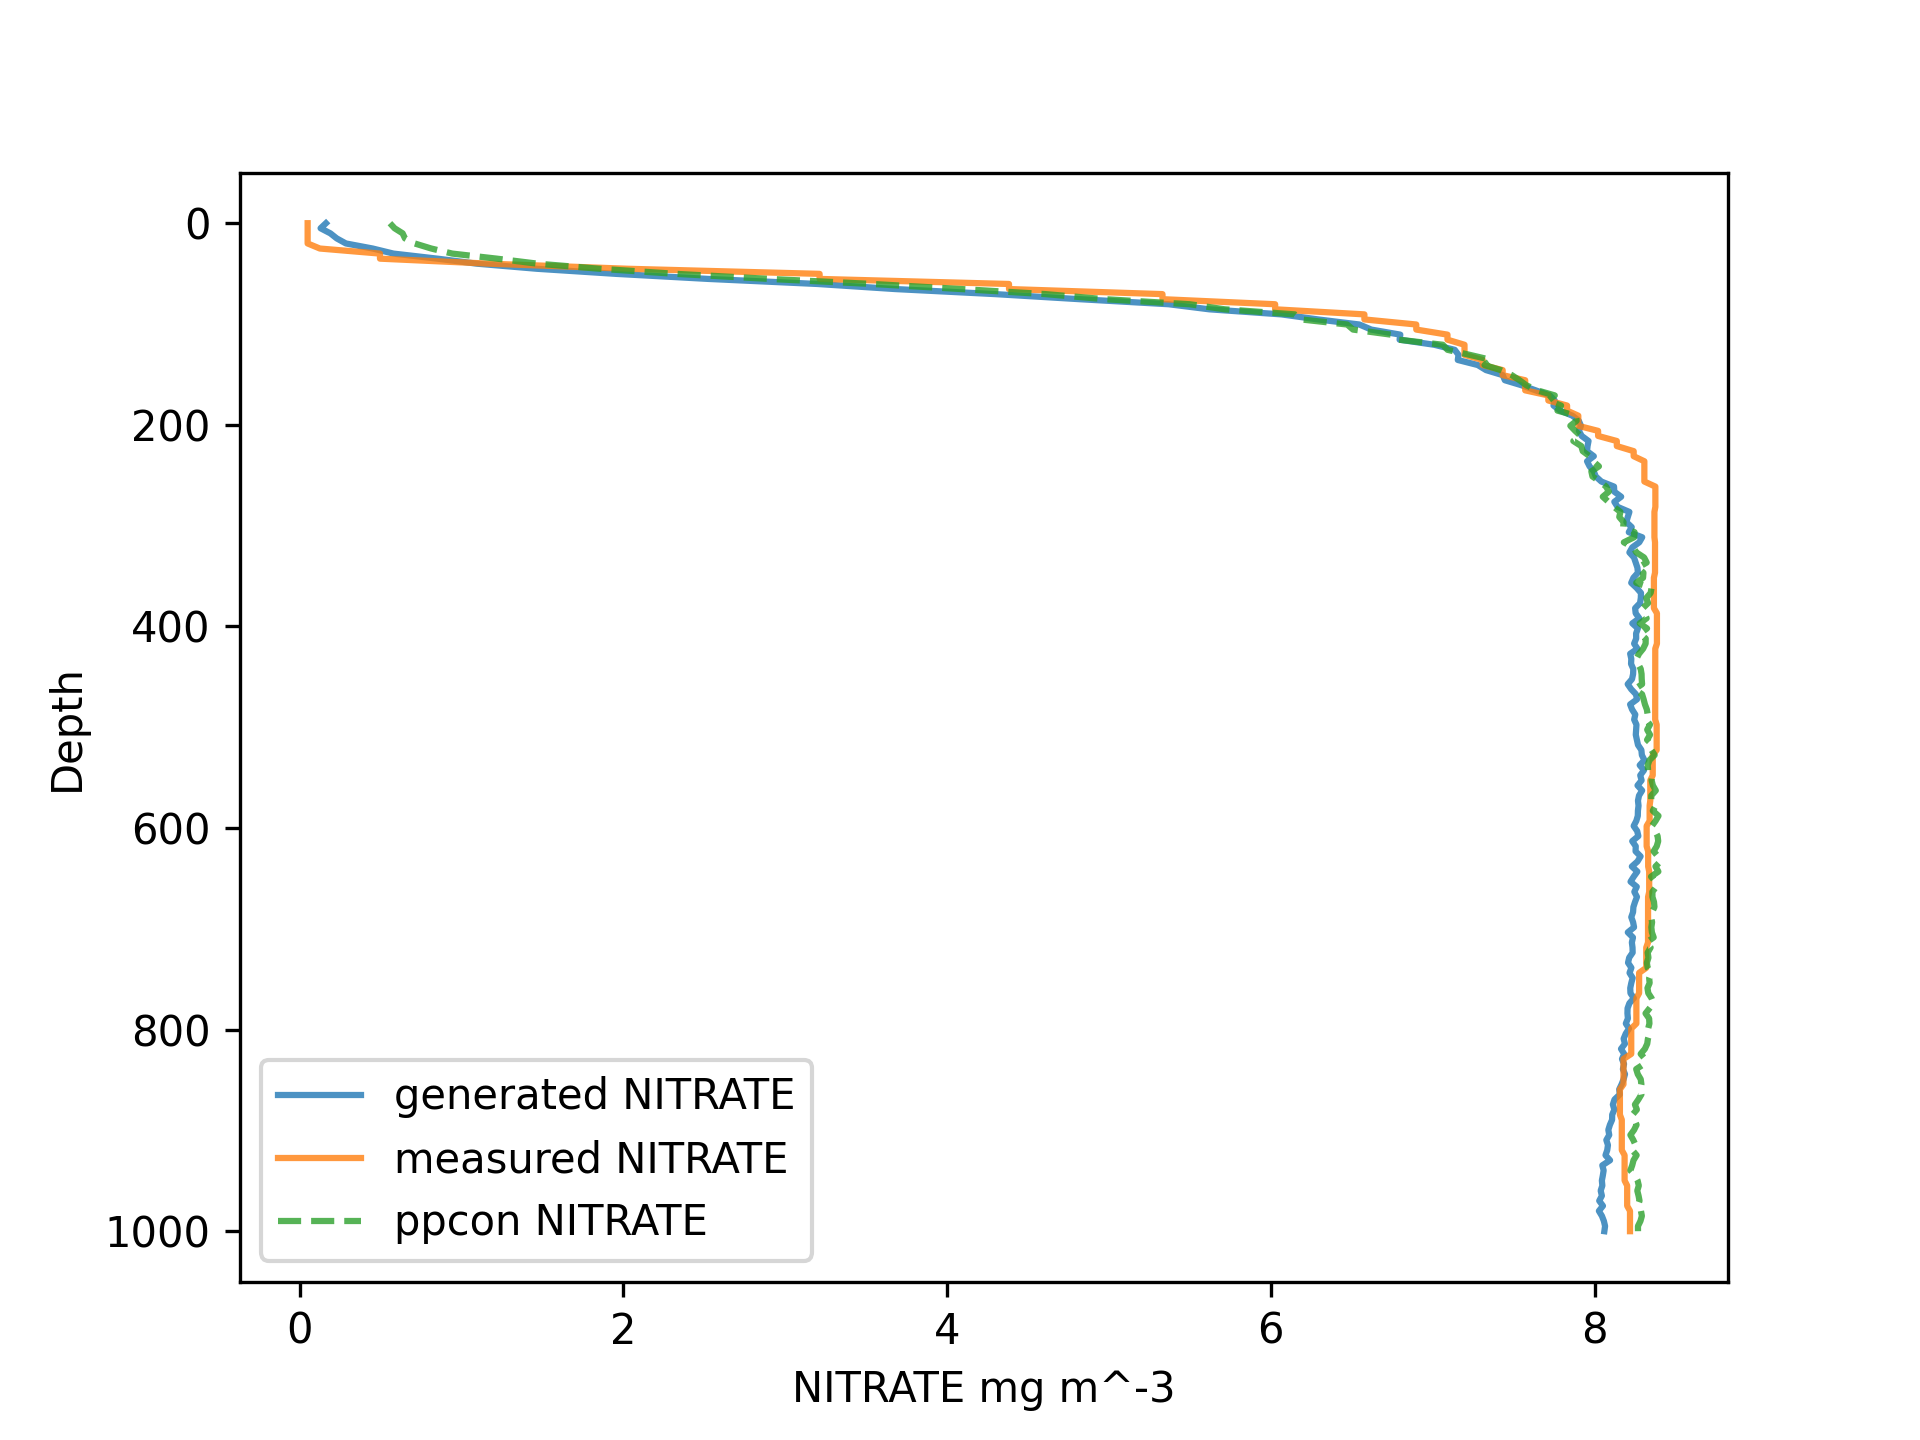 0
200
400
600
800
1000
Depth
generated NITRATE
measured NITRATE
ppcon NITRATE
0 2 4 6 8
NITRATE mg m^-3